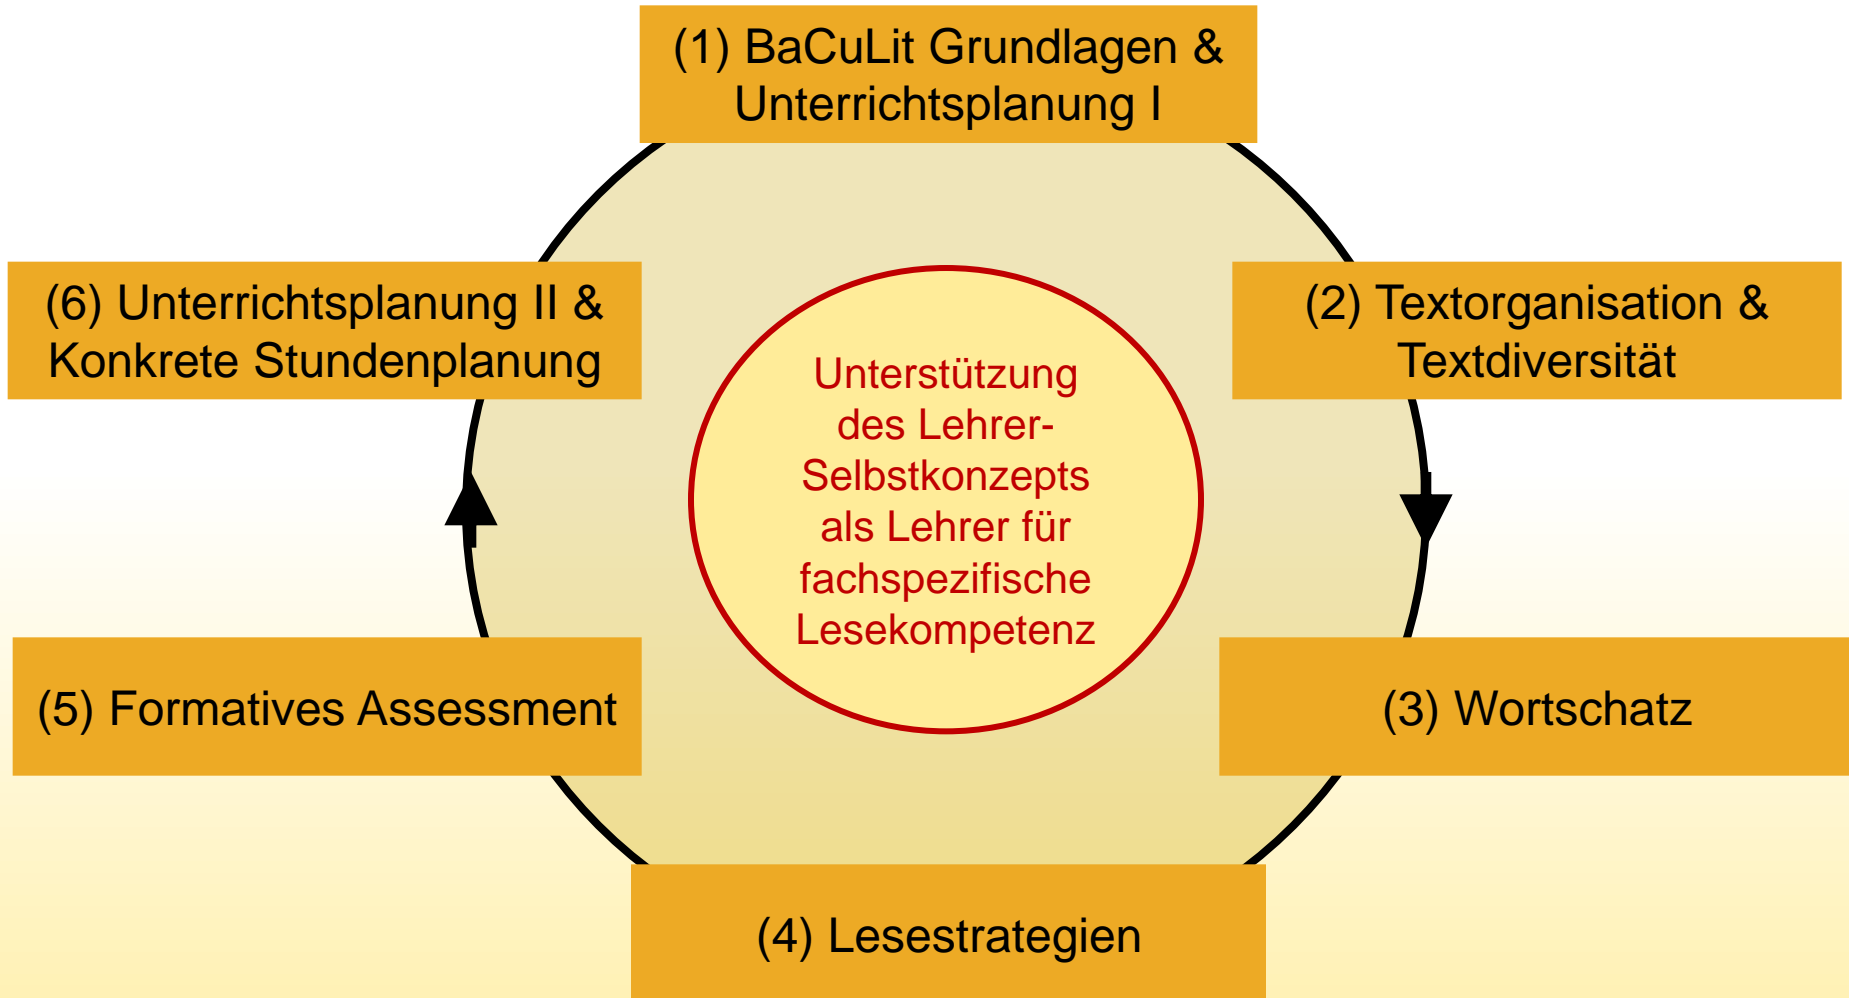 (1) BaCuLit Grundlagen &
Unterrichtsplanung I
(2) Textorganisation &
Textdiversität
(3) Wortschatz
(4) Lesestrategien
(5) Formatives Assessment
(6) Unterrichtsplanung II &
Konkrete Stundenplanung
Unterstützung
des Lehrer-
Selbstkonzepts
als Lehrer für
fachspezifische
Lesekompetenz